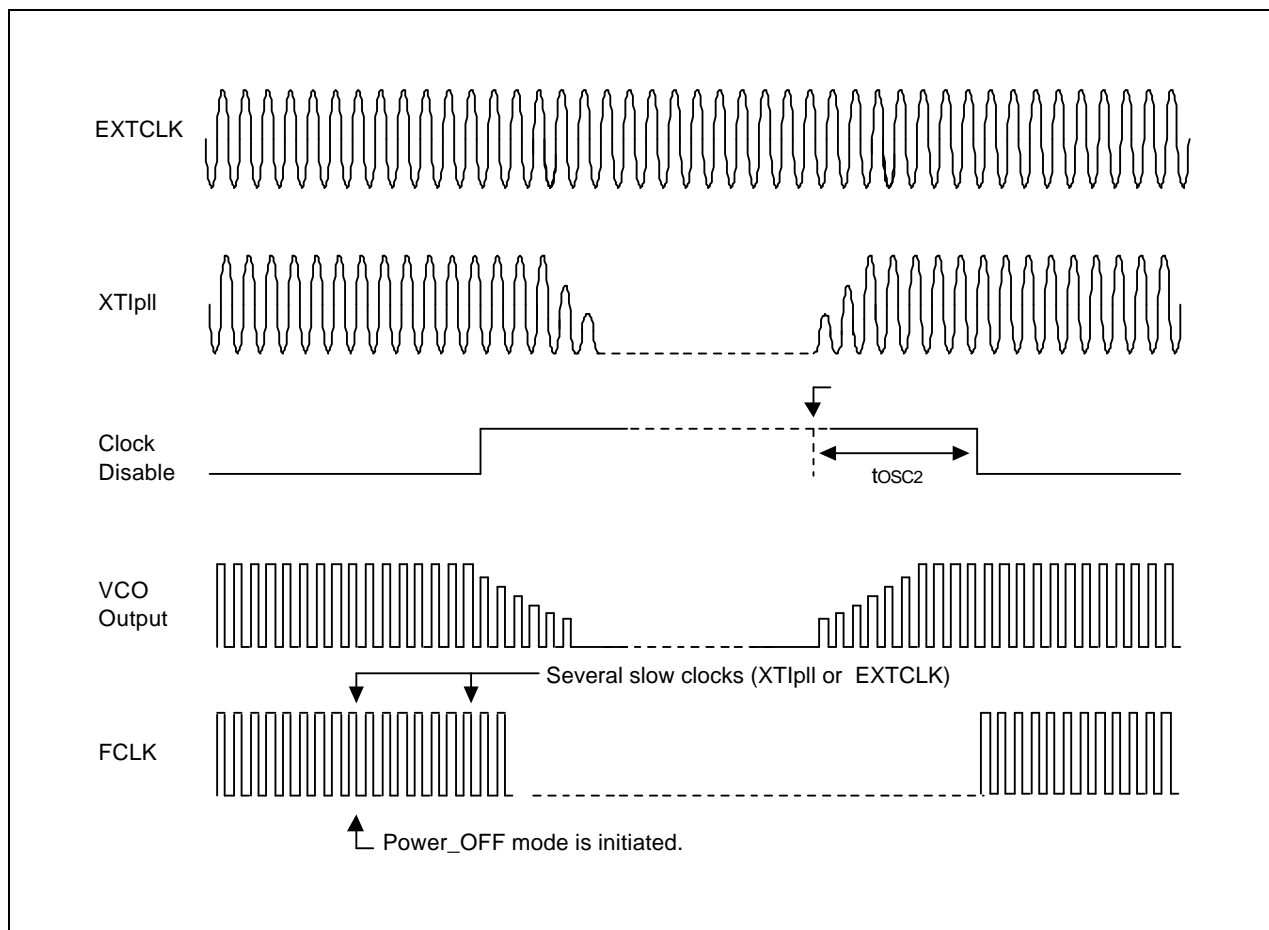 EXTCLK
XTIpll
Clock
Disable
tOSC2
VCO
Output
Several slow clocks (XTIpll or EXTCLK)
FCLK
Power_OFF mode is initiated.